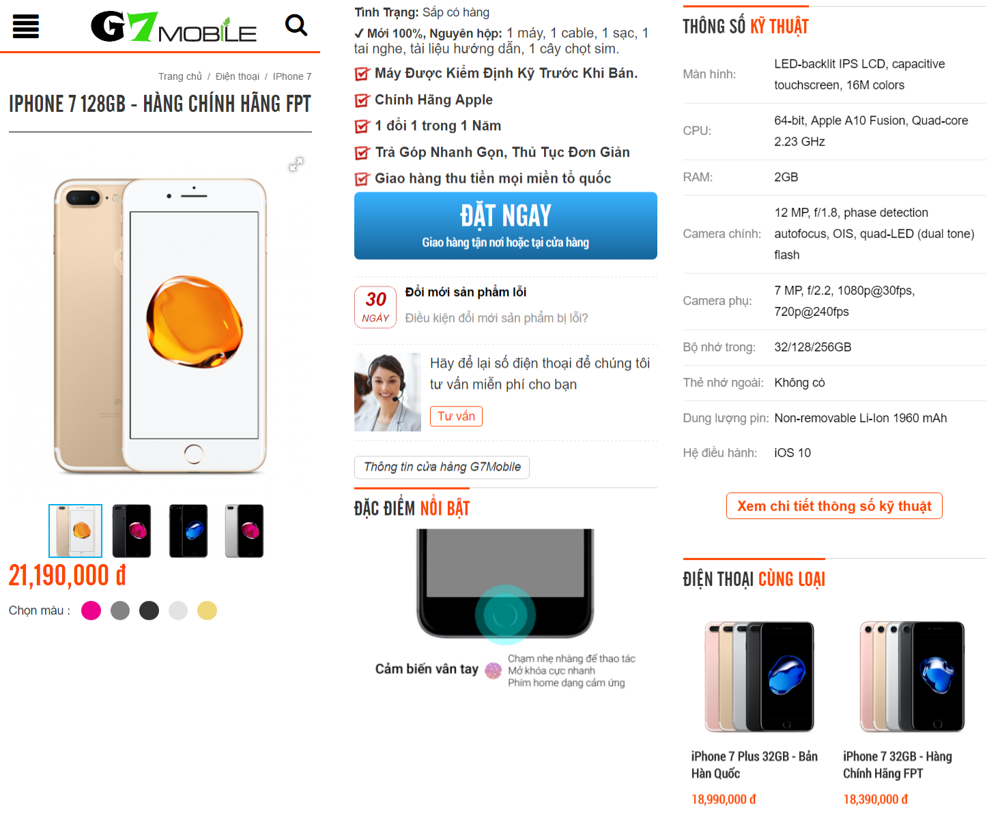 G7 MOBILE
Trang chủ / Điện thoại / IPhone 7
IPHONE 7 128GB - HÀNG CHÍNH HÃNG FPT
21,190,000 đ
Chọn màu :
Tình Trạng: Sắp có hàng
✔ Mới 100%, Nguyên hộp: 1 máy, 1 cable, 1 sạc, 1
tai nghe, tài liệu hướng dẫn, 1 cây chọt sim.
Máy Được Kiểm Định Kỹ Trước Khi Bán.
Chính Hãng Apple
1 đổi 1 trong 1 Năm
Trả Góp Nhanh Gọn, Thủ Tục Đơn Giản
Giao hàng thu tiền mọi miền tổ quốc
ĐẶT NGAY
Giao hàng tận nơi hoặc tại cửa hàng
30
NGÀY
Đổi mới sản phẩm lỗi
Điều kiện đổi mới sản phẩm bị lỗi?
Hãy để lại số điện thoại để chúng tôi
tư vấn miễn phí cho bạn
Tư vấn
Thông tin cửa hàng G7Mobile
ĐẶC ĐIỂM NỔI BẬT
Cảm biến vân tay
Chạm nhẹ nhàng để thao tác
Mở khóa cực nhanh
Phím home dạng cảm ứng
THÔNG SỐ KỸ THUẬT
Màn hình: LED-backlit IPS LCD, capacitive
touchscreen, 16M colors
CPU: 64-bit, Apple A10 Fusion, Quad-core
2.23 GHz
RAM: 2GB
Camera chính: 12 MP, f/1.8, phase detection
autofocus, OIS, quad-LED (dual tone)
flash
Camera phụ: 7 MP, f/2.2, 1080p@30fps,
720p@240fps
Bộ nhớ trong: 32/128/256GB
Thẻ nhớ ngoài: Không có
Dung lượng pin: Non-removable Li-Ion 1960 mAh
Hệ điều hành: iOS 10
Xem chi tiết thông số kỹ thuật
ĐIỆN THOẠI CÙNG LOẠI
iPhone 7 Plus 32GB - Bản
Hàn Quốc
18,990,000 đ
iPhone 7 32GB - Hàng
Chính Hãng FPT
18,390,000 đ